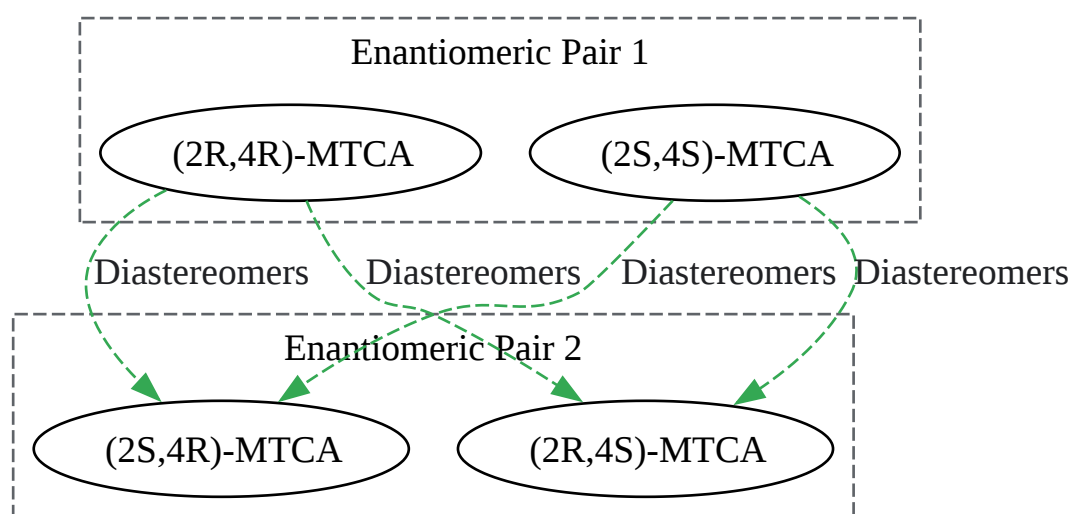 Enantiomeric Pair 1
(2R,4R)-MTCA
(2S,4S)-MTCA
Diastereomers
Diastereomers
Diastereomers
Diastereomers
Enantiomeric Pair 2
(2S,4R)-MTCA
(2R,4S)-MTCA